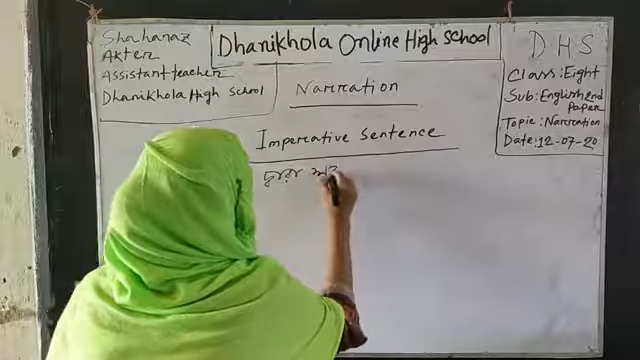 Shahanaz
Akter
Assistant teacher
Dhanikhola High School
Dhanikhola Online High School
DHS
Class: Eight
Sub: English 2nd
Paper
Topic: Narration
Date: 12-07-20
Narration
Imperative Sentence
দ্বারা